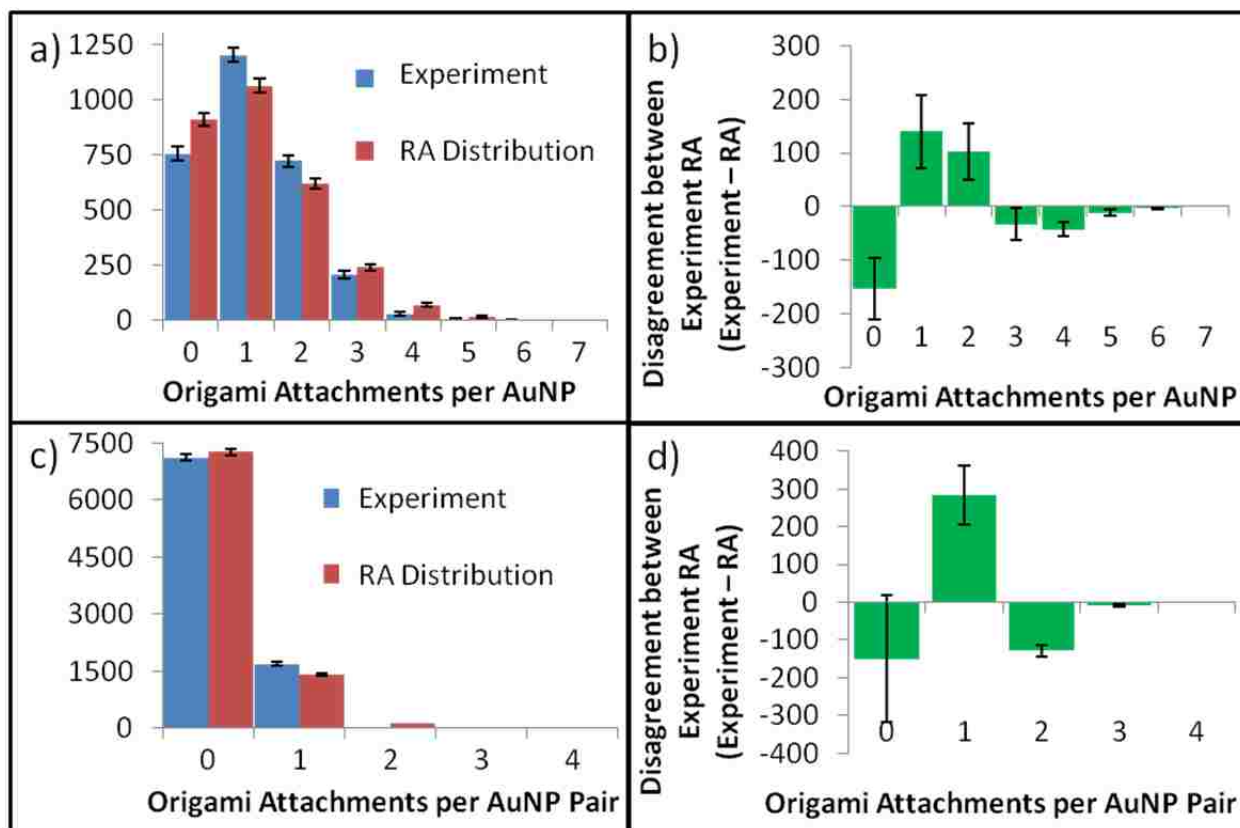 a)
1250
1000
750
500
250
0
Experiment
RA Distribution
0 1 2 3 4 5 6 7
Origami Attachments per AuNP
b)
Disagreement between
Experiment RA
(Experiment – RA)
300
200
100
0
-100
-200
-300
0 1 2 3 4 5 6 7
Origami Attachments per AuNP
c)
7500
6000
4500
3000
1500
0
Experiment
RA Distribution
0 1 2 3 4
Origami Attachments per AuNP Pair
d)
Disagreement between
Experiment RA
(Experiment – RA)
400
300
200
100
0
-100
-200
-300
-400
0 1 2 3 4
Origami Attachments per AuNP Pair